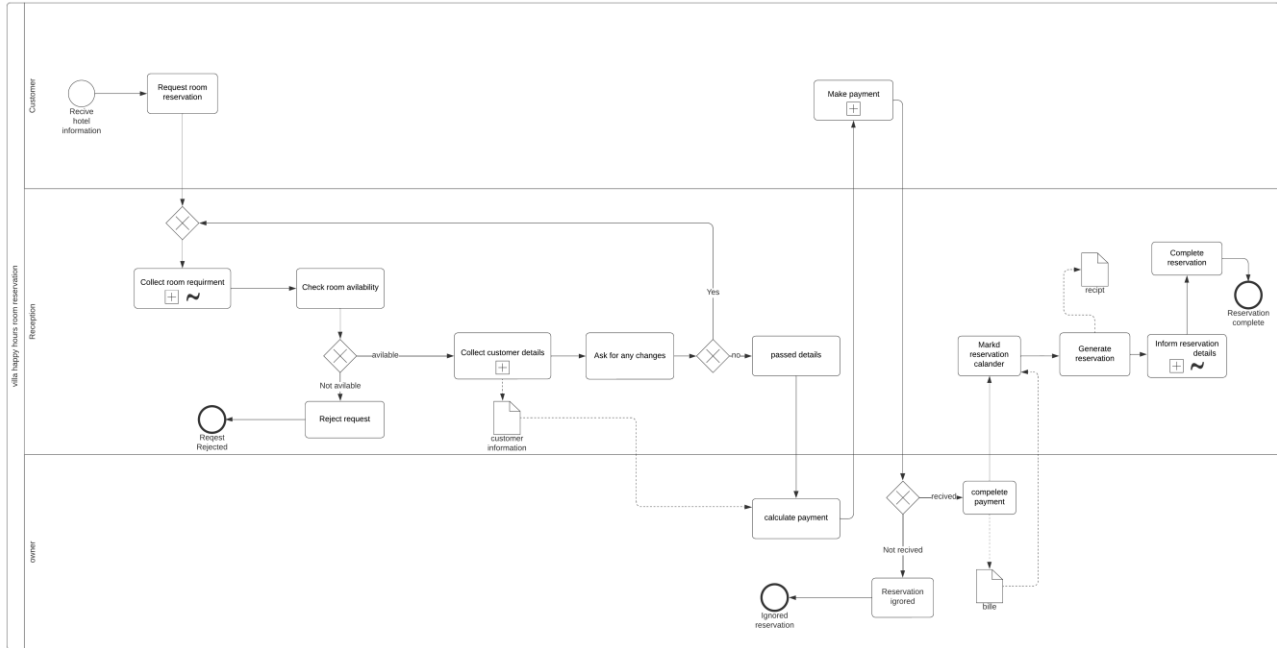 villa happy hours room reservation
Customer
Recive
hotel
information
Request room
reservation
Make payment
Reception
Collect room requirment
Check room avilability
avilable
Not avilable
Reject request
Reqest
Rejected
Collect customer details
customer
information
Ask for any changes
Yes
no
passed details
Markd
reservation
calander
recipt
Generate
reservation
Inform reservation
details
Complete
reservation
Reservation
complete
owner
calculate payment
recived
compelete
payment
Not recived
Reservation
igrored
Ignored
reservation
bille